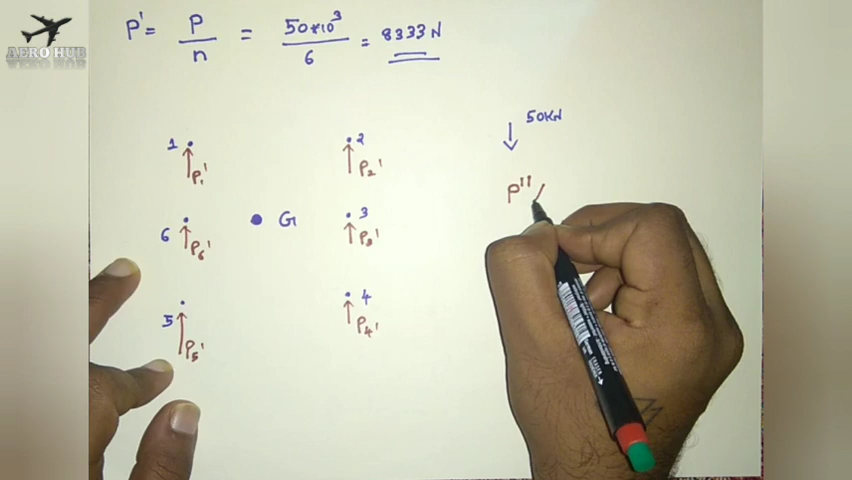 AERO HUB
P' = P/n = 50*10³/6 = 8333 N
1 2
P₁' P₂'
50KN
P''/
6 G 3
P₆' P₃'
5 4
P₅' P₄'